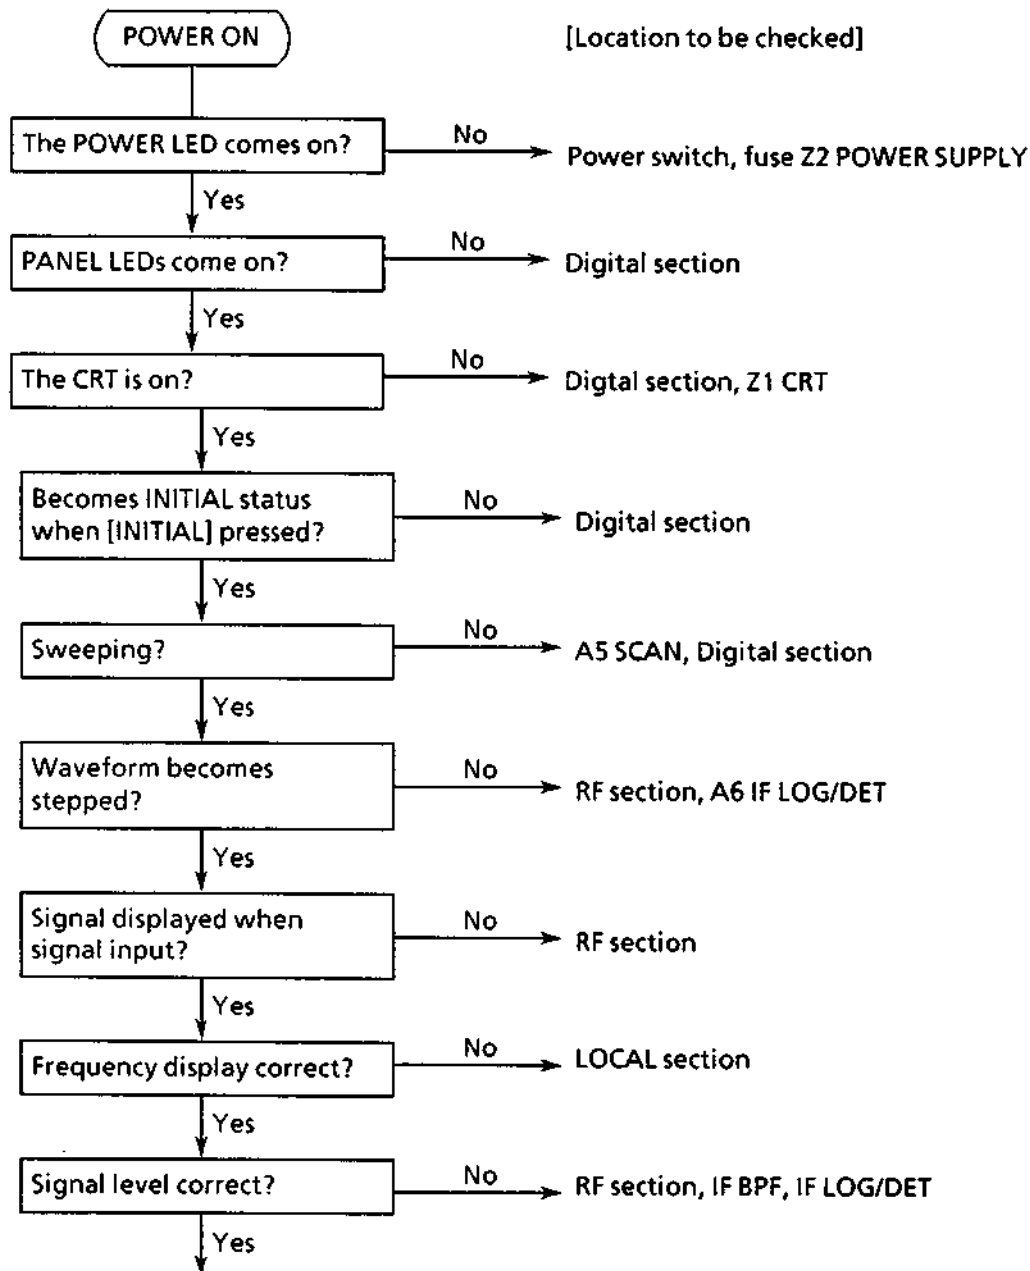 POWER ON
[Location to be checked]
The POWER LED comes on?
No
Power switch, fuse Z2 POWER SUPPLY
Yes
PANEL LEDs come on?
No
Digital section
Yes
The CRT is on?
No
Digtal section, Z1 CRT
Yes
Becomes INITIAL status
when [INITIAL] pressed?
No
Digital section
Yes
Sweeping?
No
A5 SCAN, Digital section
Yes
Waveform becomes
stepped?
No
RF section, A6 IF LOG/DET
Yes
Signal displayed when
signal input?
No
RF section
Yes
Frequency display correct?
No
LOCAL section
Yes
Signal level correct?
No
RF section, IF BPF, IF LOG/DET
Yes